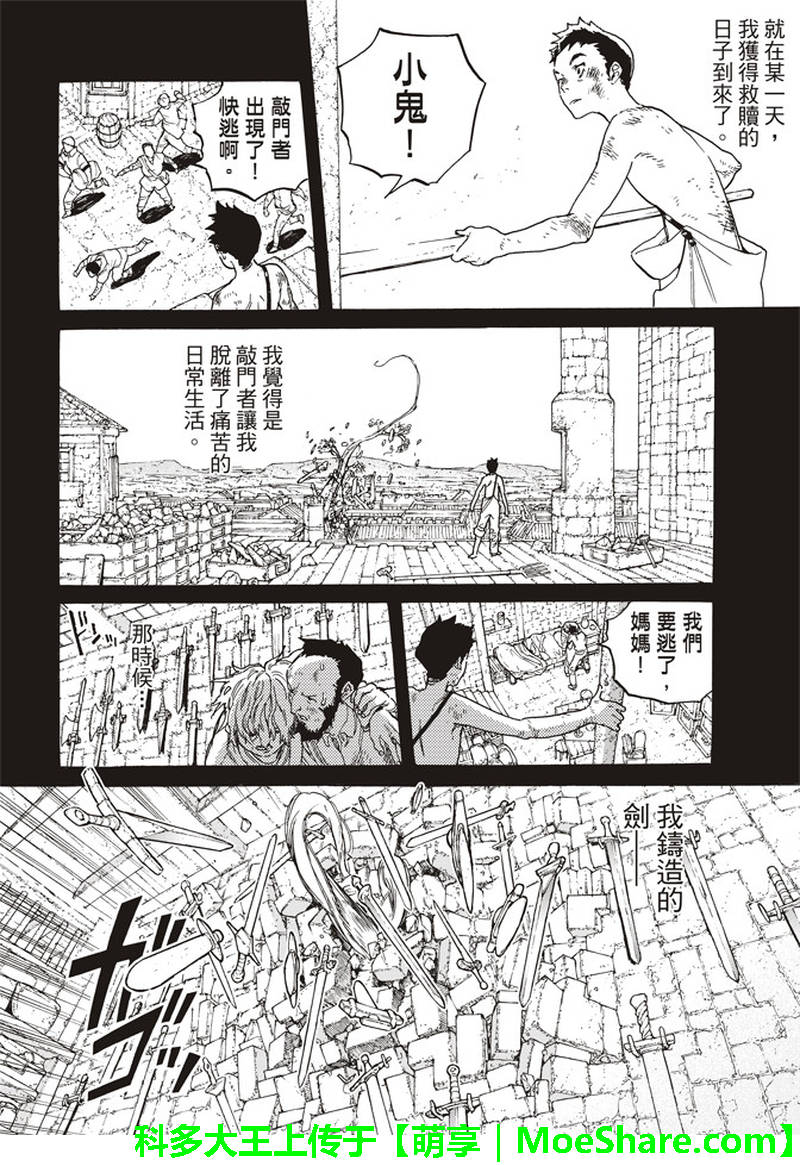 就在某一天，
我獲得救贖的
日子到來了。
小鬼！
敲門者
出現了！
快逃啊。
我覺得是
敲門者讓我
脫離了痛苦的
日常生活。
我們
要逃了，
媽媽！
那時候…
我鑄造的
劍——
科多大王上传于【萌享 | MoeShare.com】